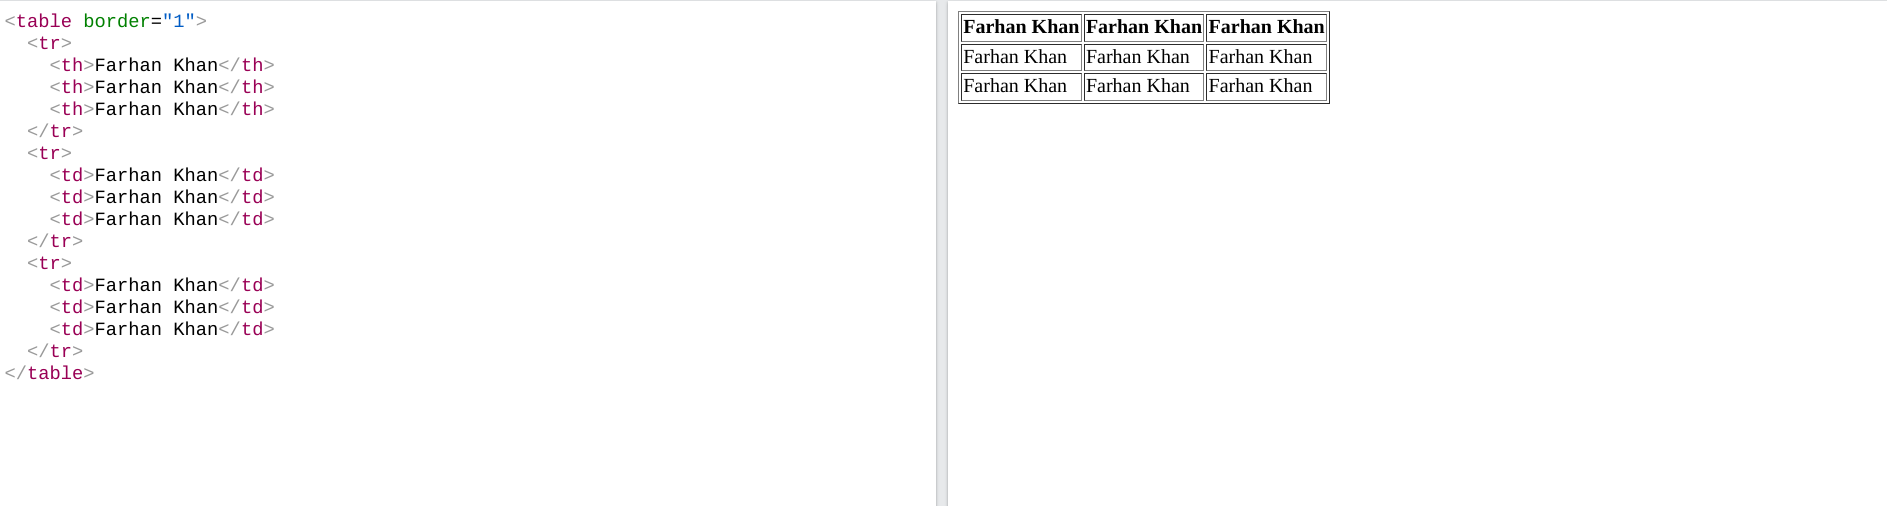 <table border="1">
  <tr>
    <th>Farhan Khan</th>
    <th>Farhan Khan</th>
    <th>Farhan Khan</th>
  </tr>
  <tr>
    <td>Farhan Khan</td>
    <td>Farhan Khan</td>
    <td>Farhan Khan</td>
  </tr>
  <tr>
    <td>Farhan Khan</td>
    <td>Farhan Khan</td>
    <td>Farhan Khan</td>
  </tr>
</table>
Farhan Khan Farhan Khan Farhan Khan
Farhan Khan Farhan Khan Farhan Khan
Farhan Khan Farhan Khan Farhan Khan